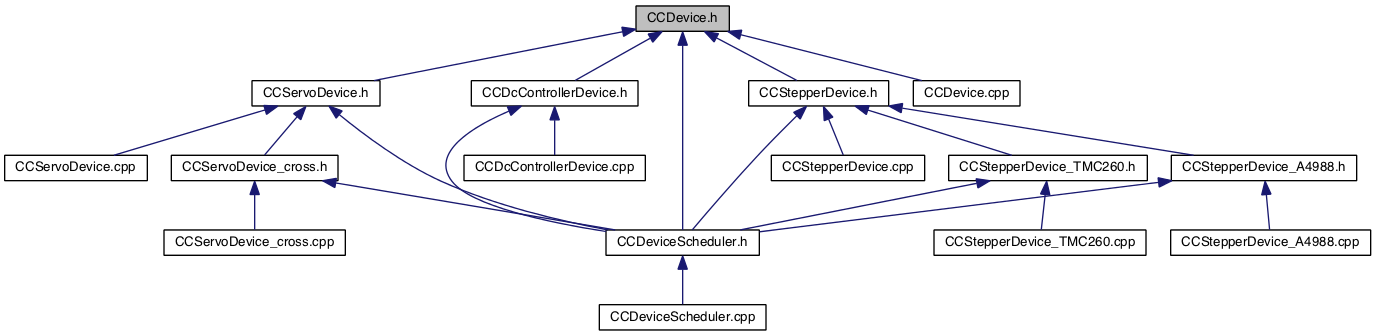 CCDevice.h
CCServoDevice.h
CCDcControllerDevice.h
CCStepperDevice.h
CCDevice.cpp
CCServoDevice.cpp
CCServoDevice_cross.h
CCDcControllerDevice.cpp
CCStepperDevice.cpp
CCStepperDevice_TMC260.h
CCStepperDevice_A4988.h
CCServoDevice_cross.cpp
CCDeviceScheduler.h
CCStepperDevice_TMC260.cpp
CCStepperDevice_A4988.cpp
CCDeviceScheduler.cpp